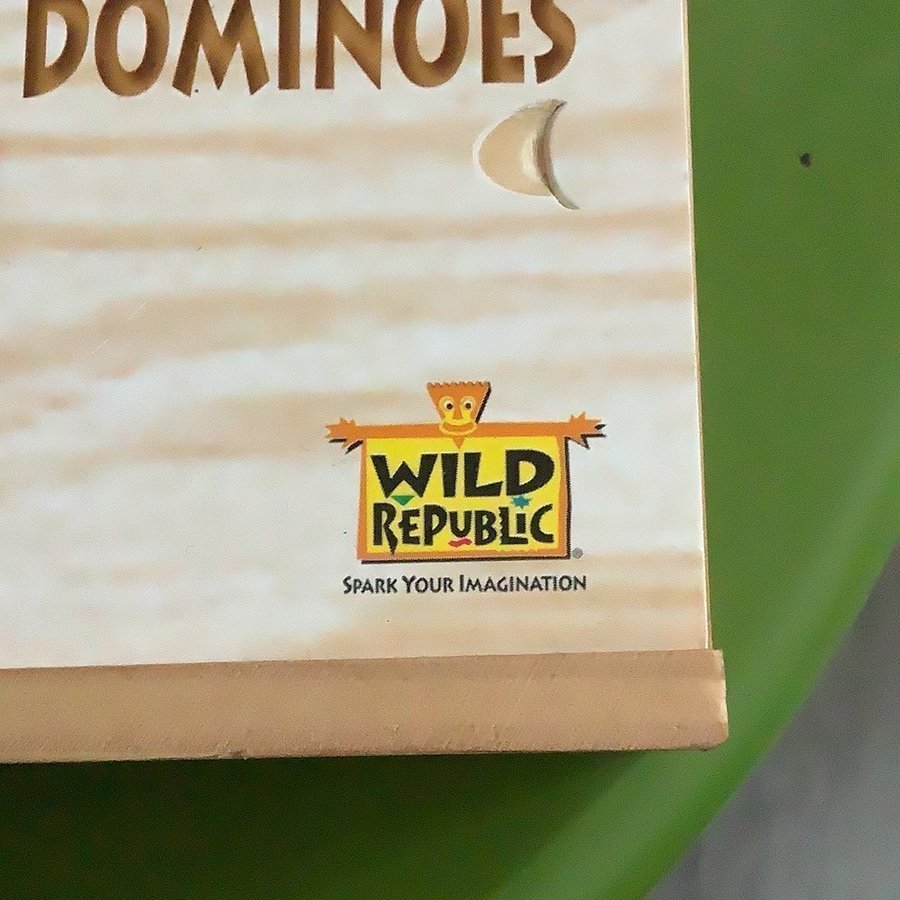 DOMINOES
WILD
REPUBLIC
®
SPARK YOUR IMAGINATION